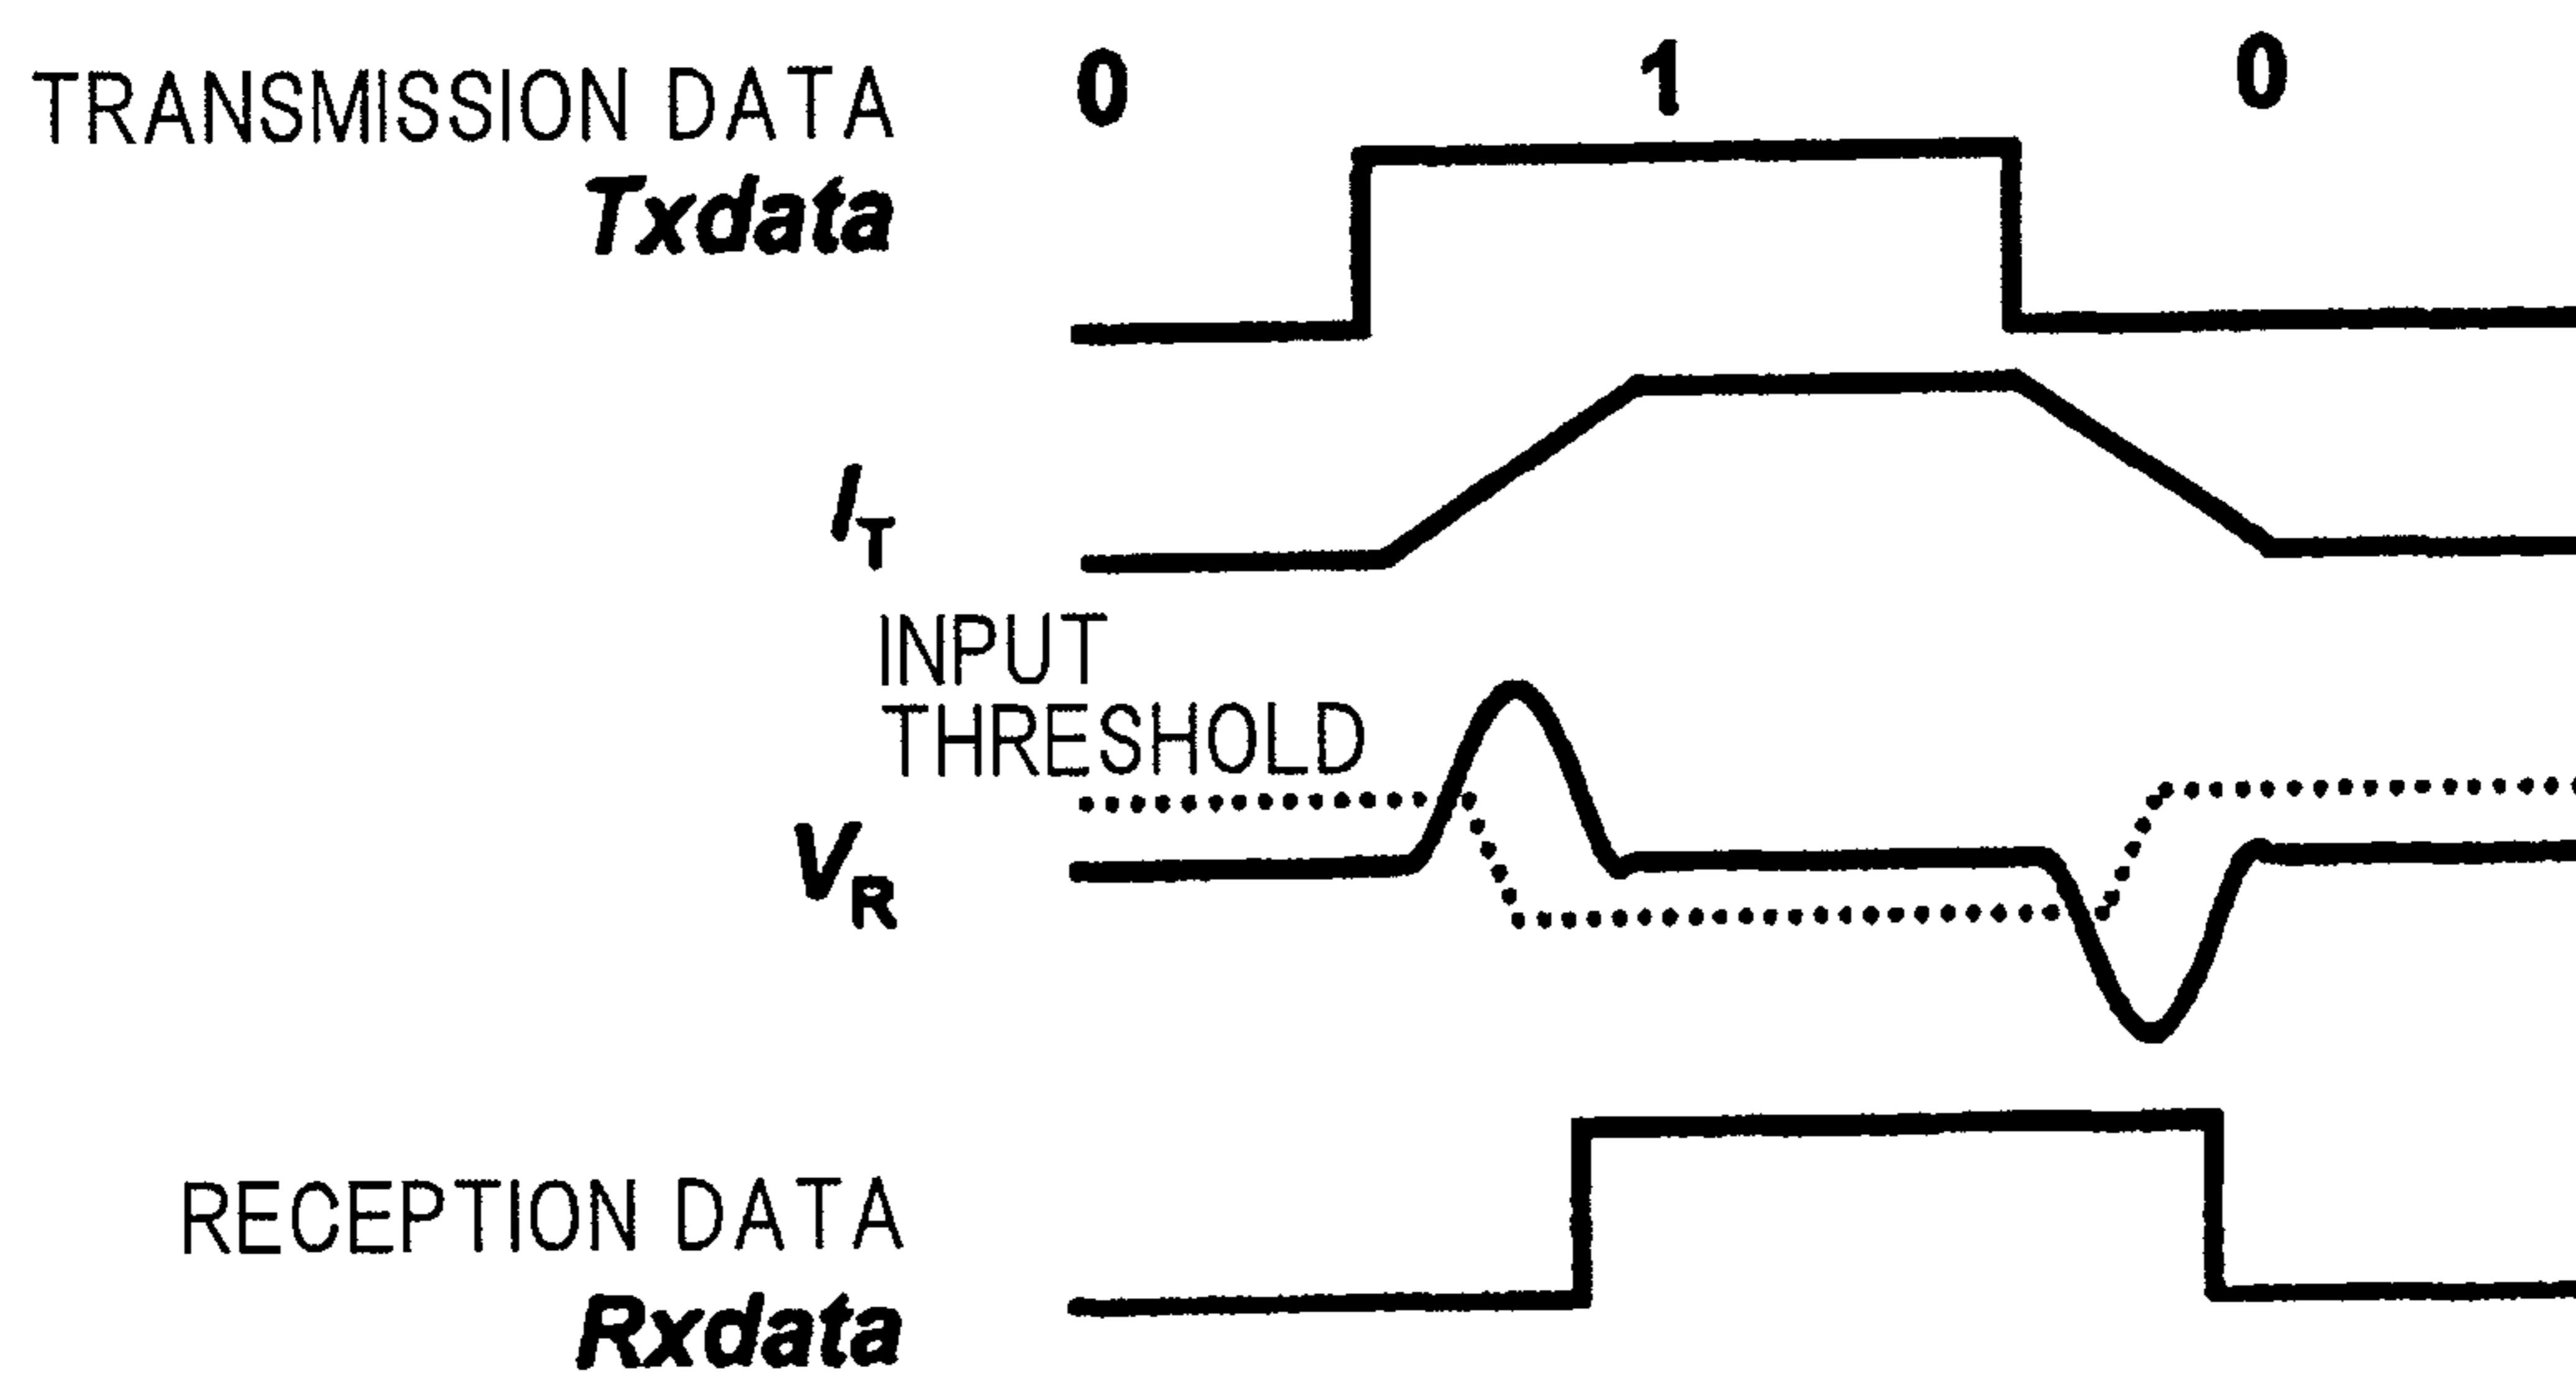 TRANSMISSION DATA 0 1 0
Txdata
I_T
INPUT
THRESHOLD
V_R
RECEPTION DATA
Rxdata